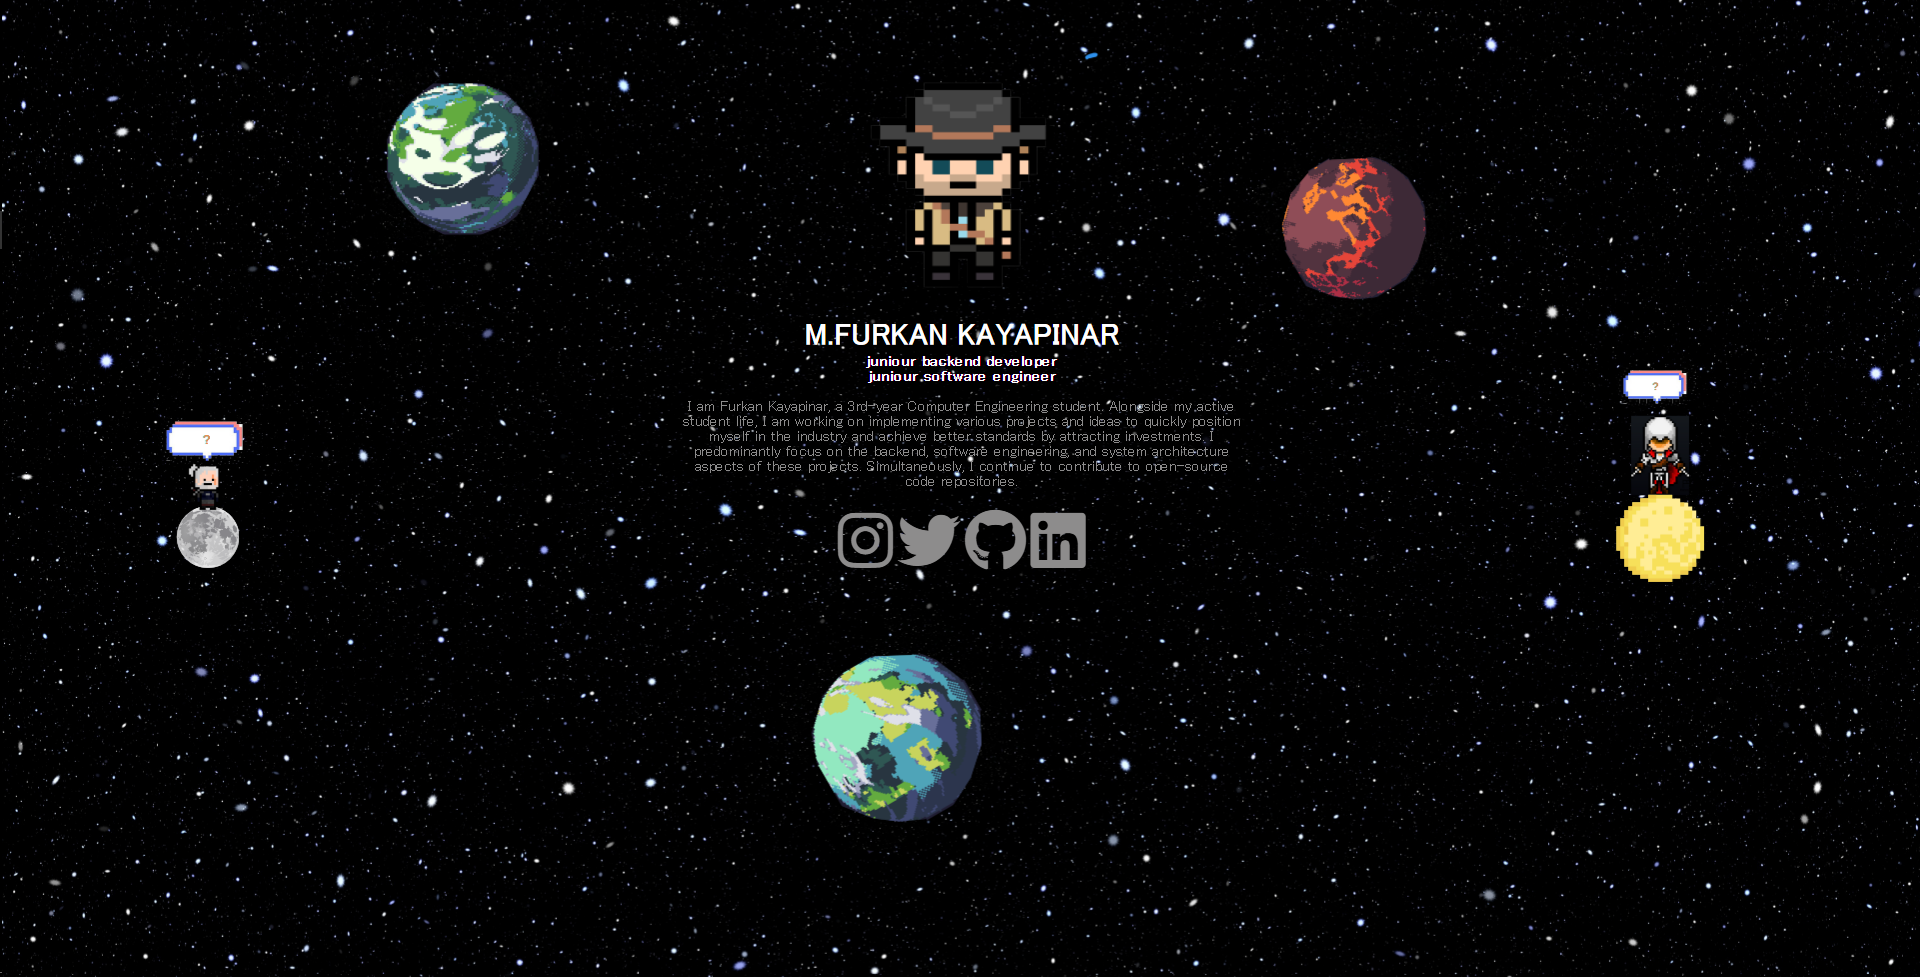 M.FURKAN KAYAPINAR
juniour backend developer
juniour software engineer
?
?
I am Furkan Kayapinar, a 3rd-year Computer Engineering student. Alongside my active
student life, I am working on implementing various projects and ideas to quickly position
myself in the industry and achieve better standards by attracting investments. I
predominantly focus on the backend, software engineering, and system architecture
aspects of these projects. Simultaneously, I continue to contribute to open-source
code repositories.
in